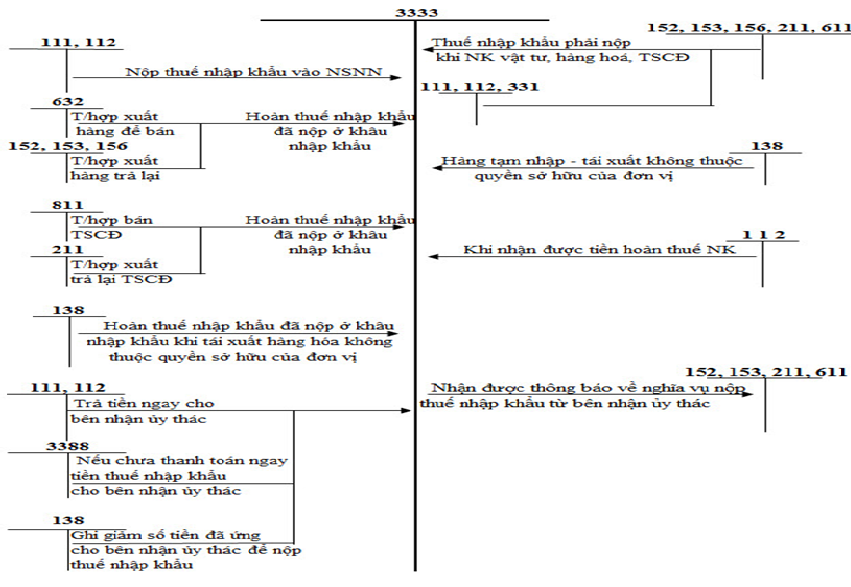 3333
111, 112
Nộp thuế nhập khẩu vào NSNN
632
T/hợp xuất
hàng để bán
Hoàn thuế nhập khẩu
đã nộp ở khâu
nhập khẩu
152, 153, 156
T/hợp xuất
hàng trả lại
811
T/hợp bán
TSCĐ
Hoàn thuế nhập khẩu
đã nộp ở khâu
nhập khẩu
211
T/hợp xuất
trả lại TSCĐ
138
Hoàn thuế nhập khẩu đã nộp ở khâu
nhập khẩu khi tái xuất hàng hóa không
thuộc quyền sở hữu của đơn vị
111, 112
Trả tiền ngay cho
bên nhận ủy thác
3388
Nếu chưa thanh toán ngay
tiền thuế nhập khẩu
cho bên nhận ủy thác
138
Ghi giảm số tiền đã ứng
cho bên nhận ủy thác để nộp
thuế nhập khẩu
152, 153, 156, 211, 611
Thuế nhập khẩu phải nộp
khi NK vật tư, hàng hoá, TSCĐ
111, 112, 331
138
Hàng tạm nhập - tái xuất không thuộc
quyền sở hữu của đơn vị
1 1 2
Khi nhận được tiền hoàn thuế NK
152, 153, 211, 611
Nhận được thông báo về nghĩa vụ nộp
thuế nhập khẩu từ bên nhận ủy thác